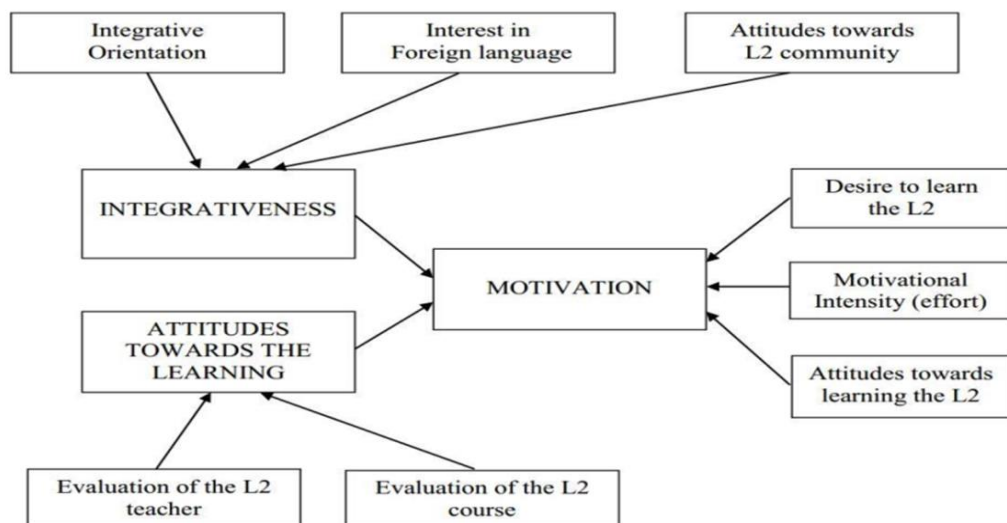 Integrative
Orientation
Interest in
Foreign language
Attitudes towards
L2 community
INTEGRATIVENESS
Desire to learn
the L2
MOTIVATION
Motivational
Intensity (effort)
ATTITUDES
TOWARDS THE
LEARNING
Attitudes towards
learning the L2
Evaluation of the L2
teacher
Evaluation of the L2
course